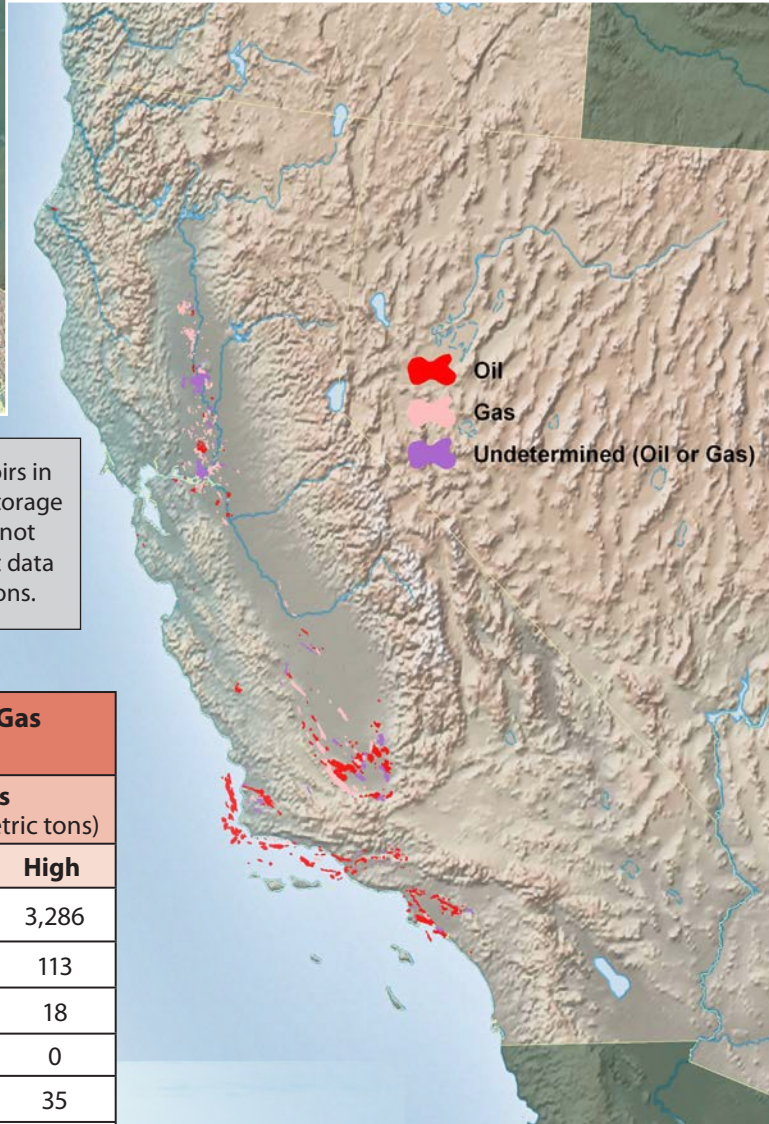 Oil
Gas
Undetermined (Oil or Gas)
irs in
torage
not
data
ons.
Gas
s
etric tons)
High
3,286
113
18
0
35